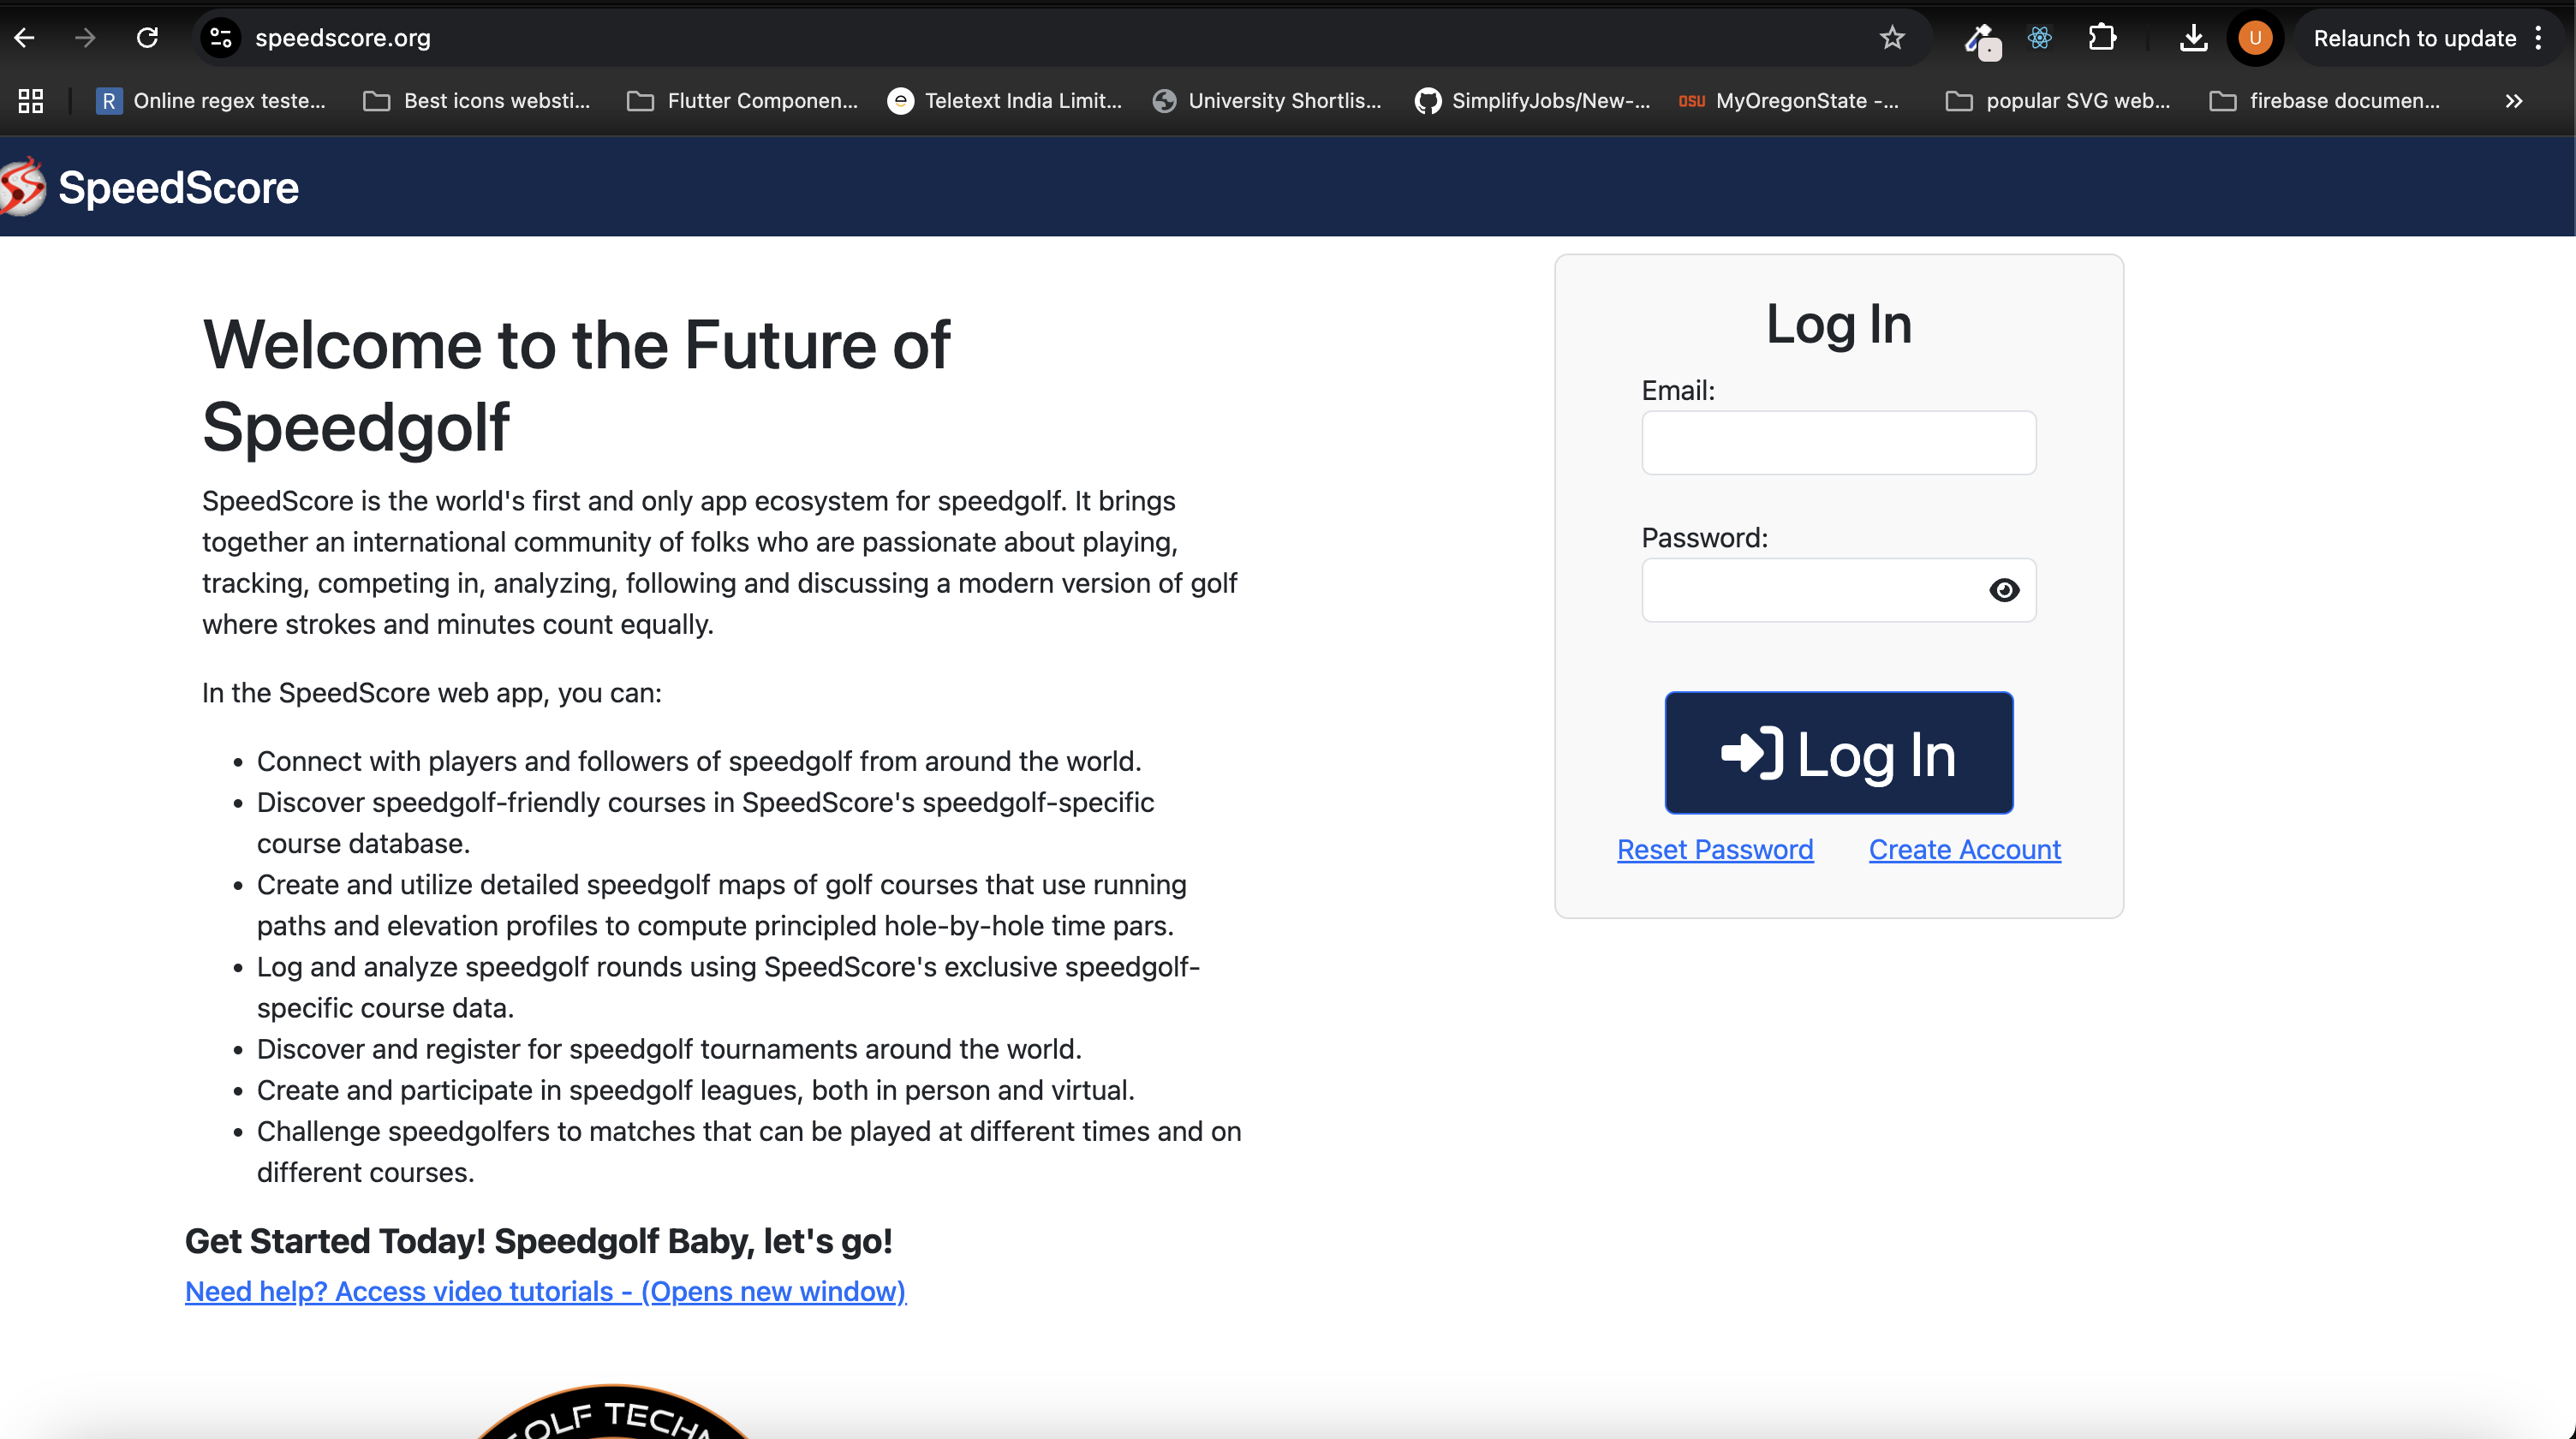 speedscore.org
U
Relaunch to update
R Online regex teste...
Best icons websti...
Flutter Componen...
Teletext India Limit...
University Shortlis...
SimplifyJobs/New-...
OSU MyOregonState -...
popular SVG web...
firebase documen...
SpeedScore
Welcome to the Future of
Speedgolf
SpeedScore is the world's first and only app ecosystem for speedgolf. It brings
together an international community of folks who are passionate about playing,
tracking, competing in, analyzing, following and discussing a modern version of golf
where strokes and minutes count equally.
In the SpeedScore web app, you can:
• Connect with players and followers of speedgolf from around the world.
• Discover speedgolf-friendly courses in SpeedScore's speedgolf-specific
course database.
• Create and utilize detailed speedgolf maps of golf courses that use running
paths and elevation profiles to compute principled hole-by-hole time pars.
• Log and analyze speedgolf rounds using SpeedScore's exclusive speedgolf-
specific course data.
• Discover and register for speedgolf tournaments around the world.
• Create and participate in speedgolf leagues, both in person and virtual.
• Challenge speedgolfers to matches that can be played at different times and on
different courses.
Get Started Today! Speedgolf Baby, let's go!
Need help? Access video tutorials - (Opens new window)
Log In
Email:
Password:
Log In
Reset Password
Create Account